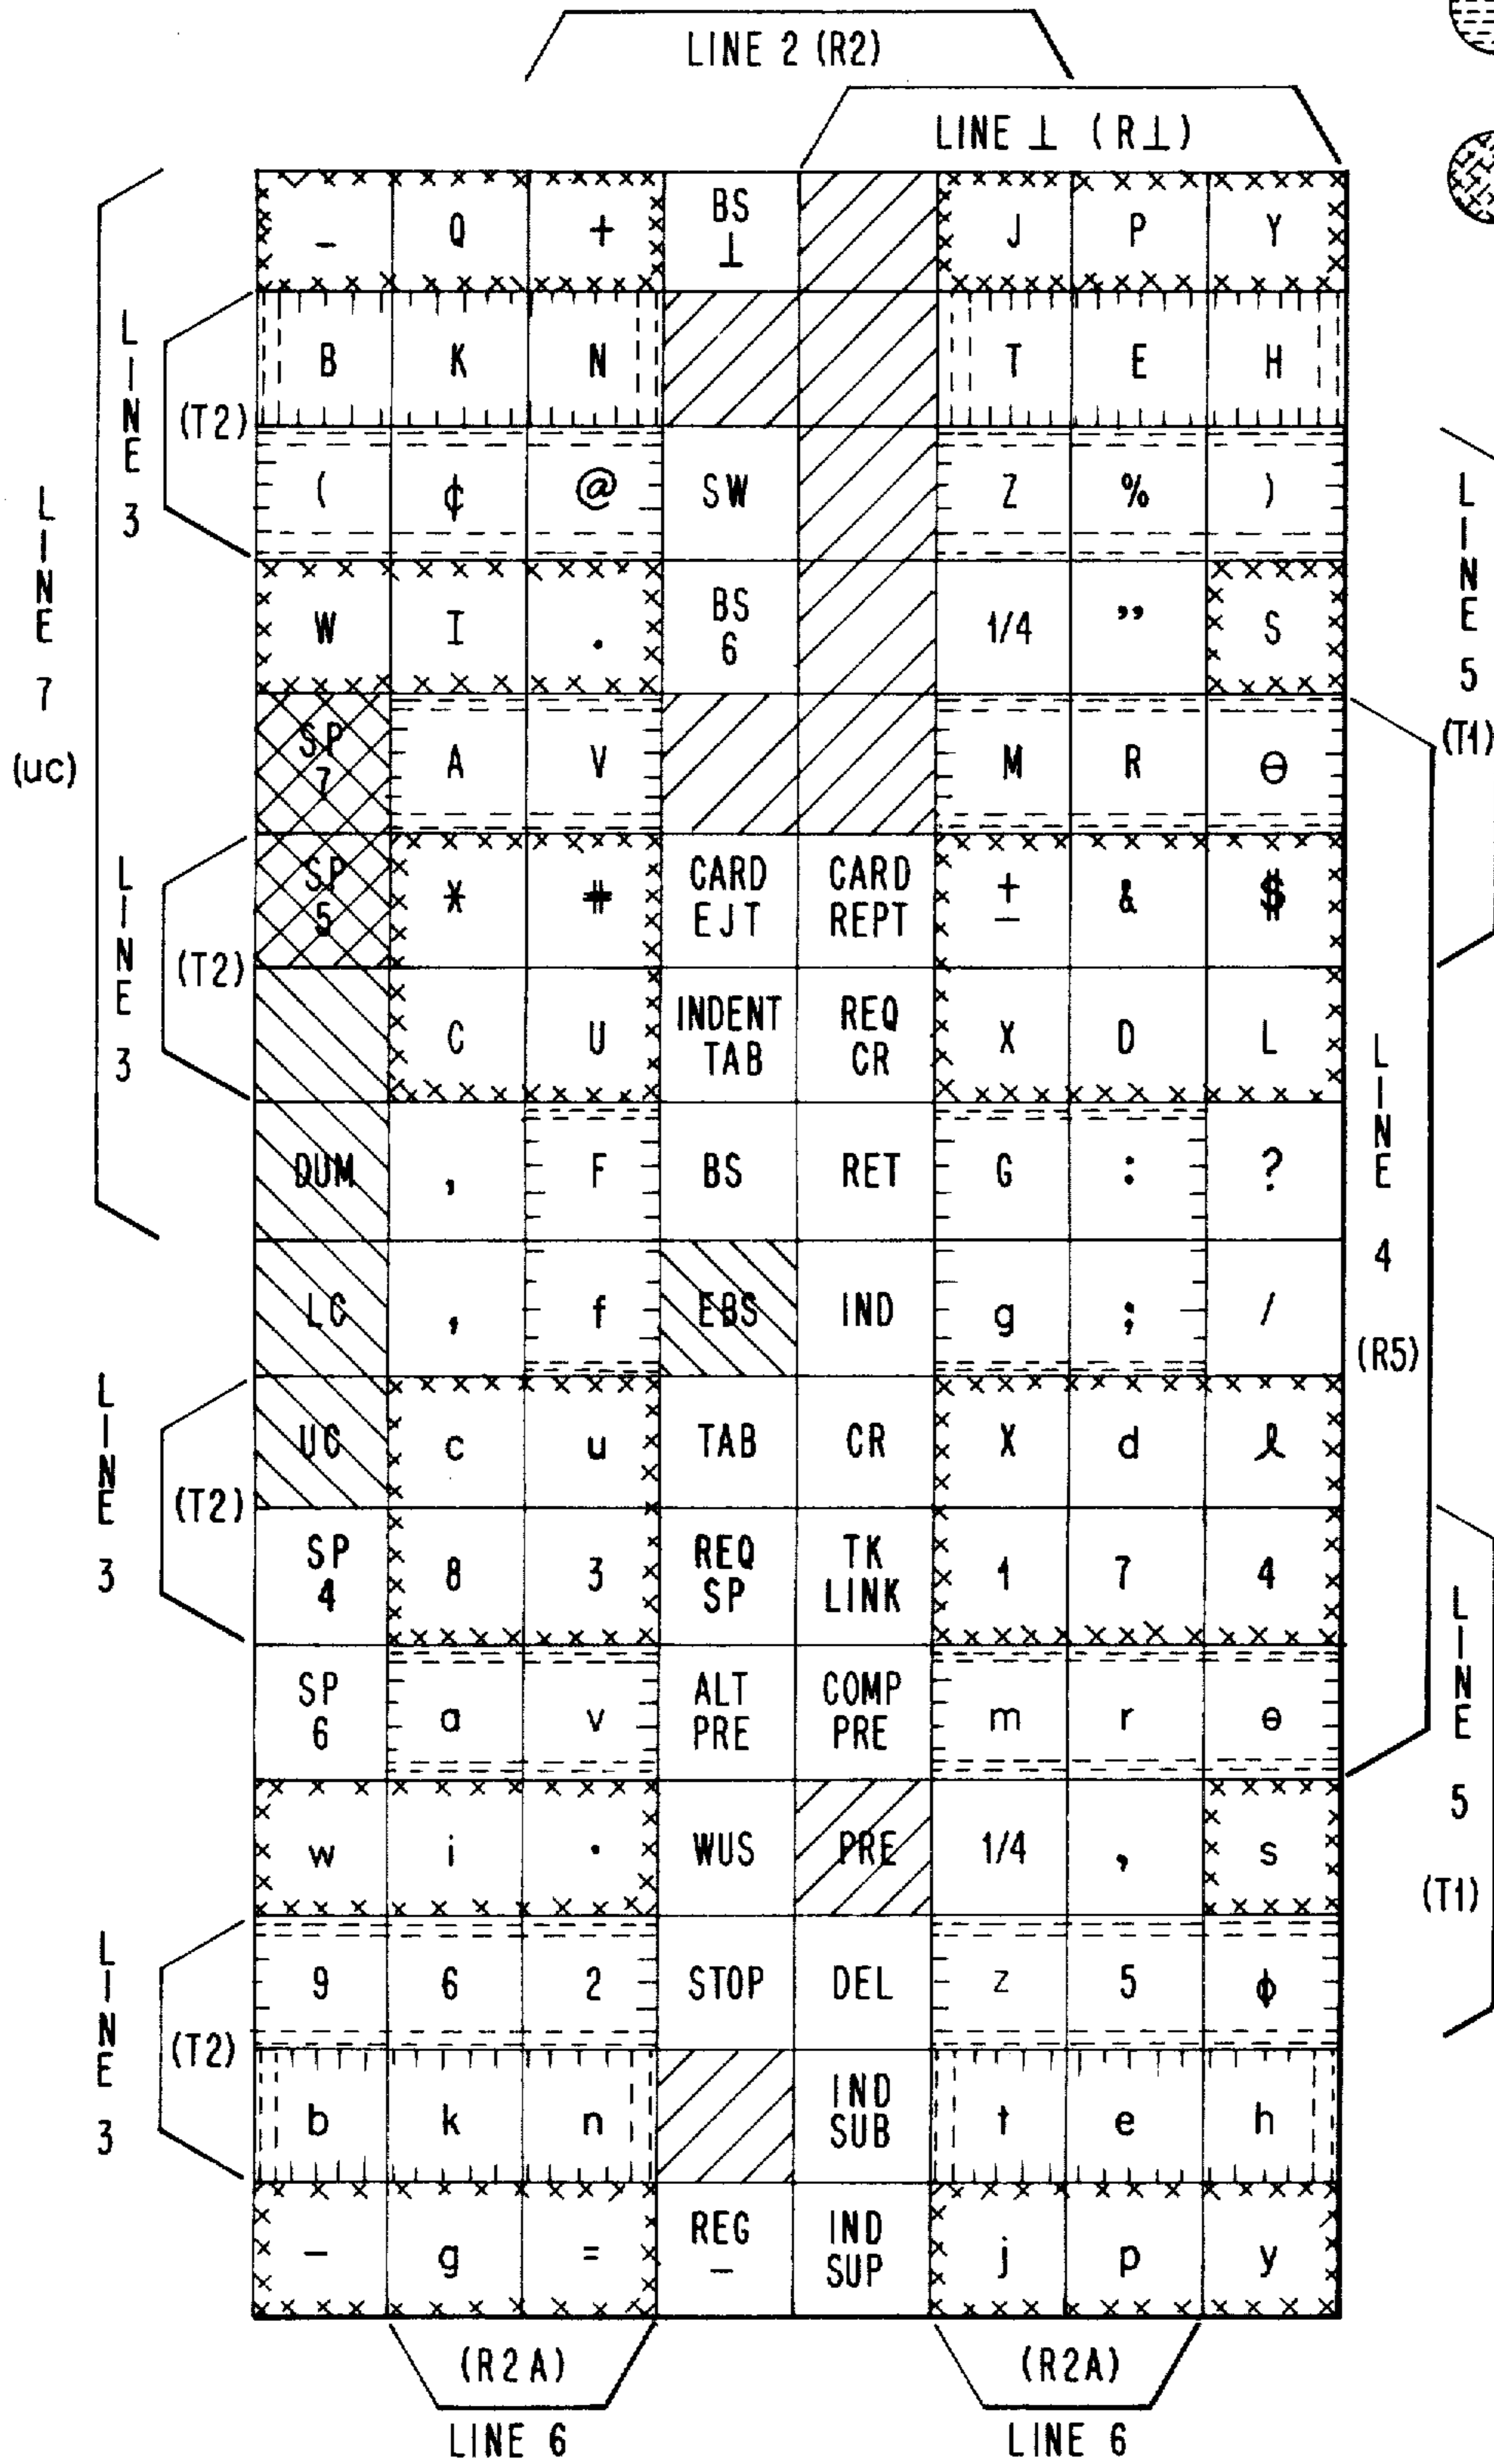 LINE 2 (R2)
LINE ⊥ (R⊥)
_ Q + BS ⊥ J P Y
LINE 3 (T2)
B K N T E H
( ¢ @ SW Z % )
LINE 7 (uc)
LINE 5 (T1)
W I . BS 6 1/4 ” S
SP 7 A V M R Θ
LINE 3 (T2)
SP 5 * # CARD EJT CARD REPT ± & $
C U INDENT TAB REQ CR X D L
LINE 4 (R5)
DUM , F BS RET G : ?
LC , f EBS IND g ; /
LINE 3 (T2)
UC c u TAB CR X d ℓ
SP 4 8 3 REQ SP TK LINK 1 7 4
LINE 5 (T1)
SP 6 a v ALT PRE COMP PRE m r ɵ
w i . WUS PRE 1/4 , s
LINE 3 (T2)
9 6 2 STOP DEL z 5 ϕ
b k n IND SUB t e h
– g = REG – IND SUP j p y
(R2A) (R2A)
LINE 6 LINE 6